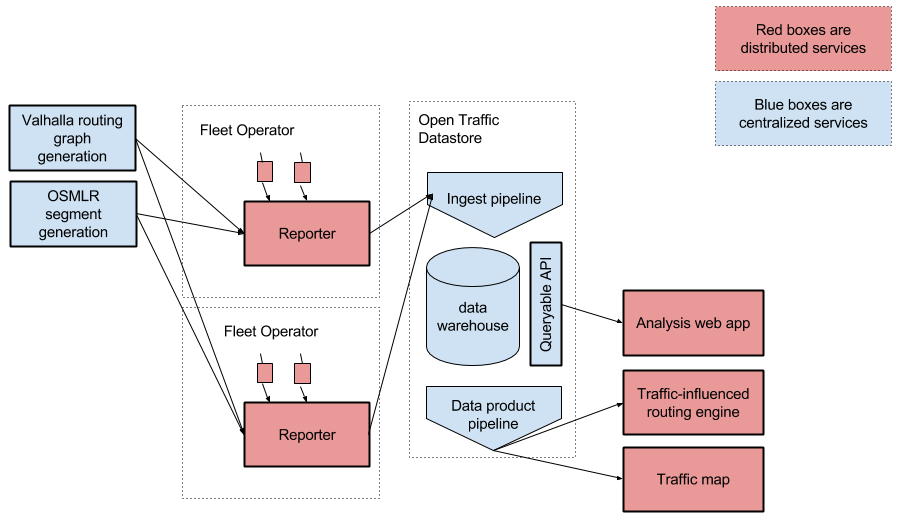 Red boxes are
distributed services
Blue boxes are
centralized services
Valhalla routing
graph
generation
OSMLR
segment
generation
Fleet Operator
Reporter
Fleet Operator
Reporter
Open Traffic
Datastore
Ingest pipeline
data
warehouse
Queryable API
Data product
pipeline
Analysis web app
Traffic-influenced
routing engine
Traffic map